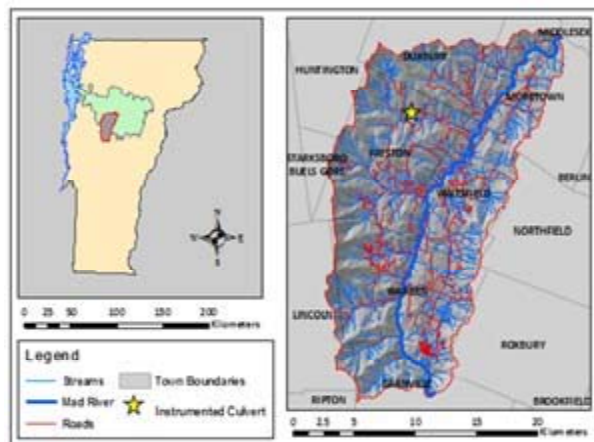 N
N E
S
0 25 50 100 150 200
Kilometers
Legend
Streams
Mad River
Roads
Town Boundaries
Instrumented Culvert
MIDDLESEX
DUXBURY
HUNTINGTON
MORETOWN
FAYSTON
STARKSBORO
BUELS GORE
BERLIN
WAITSFIELD
NORTHFIELD
WARREN
LINCOLN
ROXBURY
GRANVILLE
RIPTON
BROOKFIELD
0 2.5 5 10 15 20
Kilometers